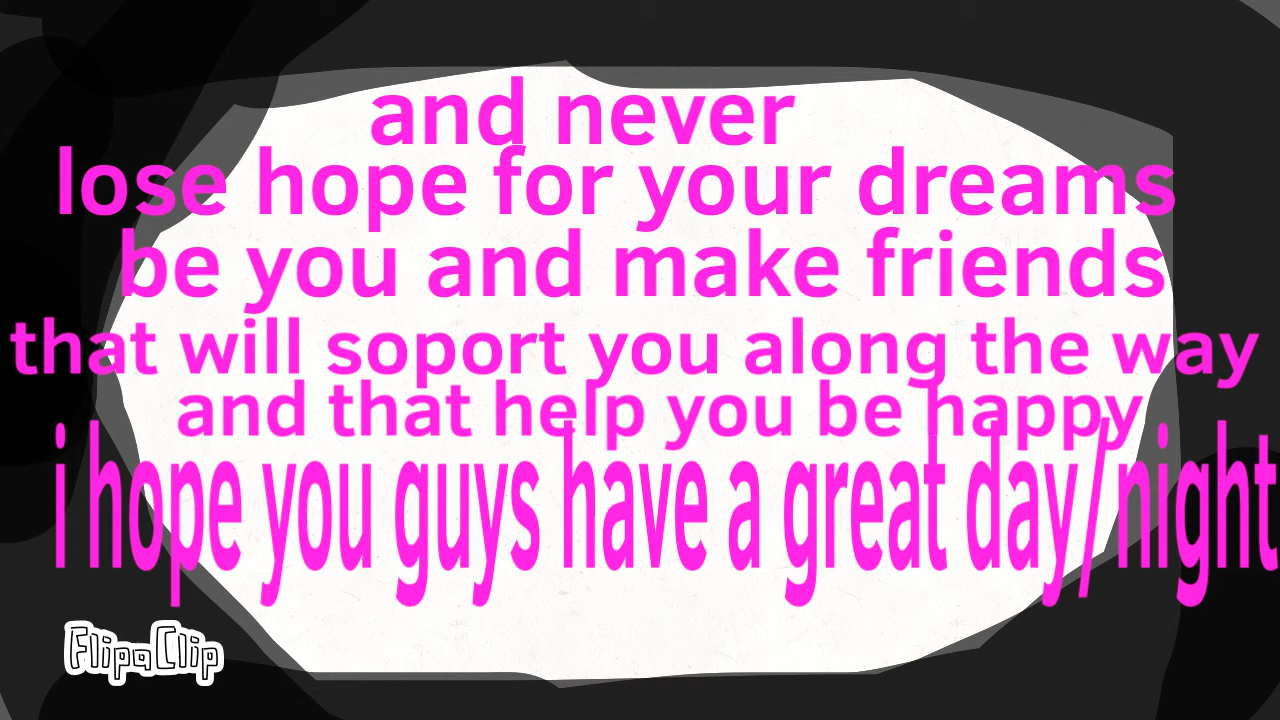 and never
lose hope for your dreams
be you and make friends
that will soport you along the way
and that help you be happy
i hope you guys have a great day/night
FlipaClip